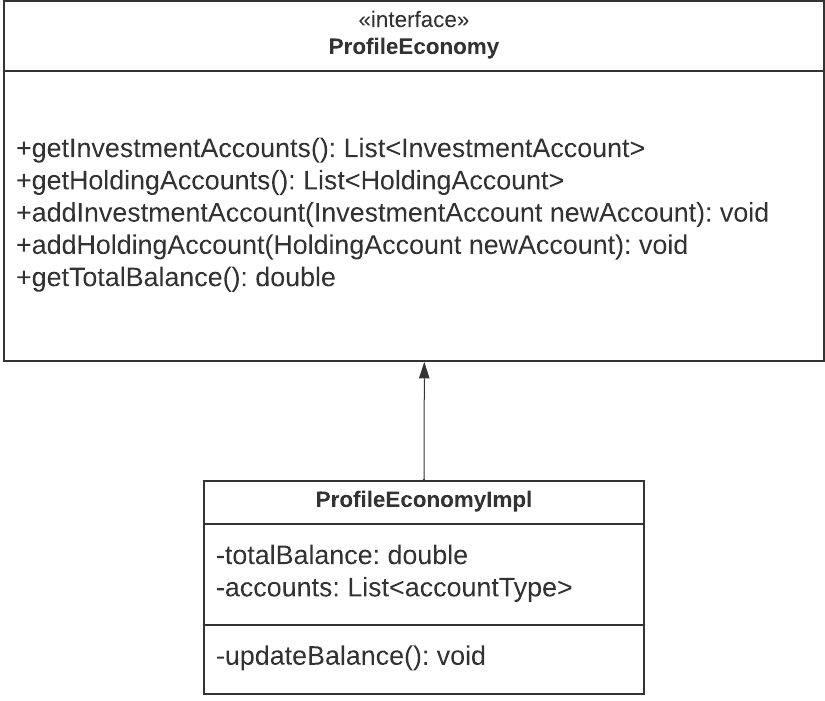 «interface»
ProfileEconomy
+getInvestmentAccounts(): List<InvestmentAccount>
+getHoldingAccounts(): List<HoldingAccount>
+addInvestmentAccount(InvestmentAccount newAccount): void
+addHoldingAccount(HoldingAccount newAccount): void
+getTotalBalance(): double
ProfileEconomyImpl
-totalBalance: double
-accounts: List<accountType>
-updateBalance(): void